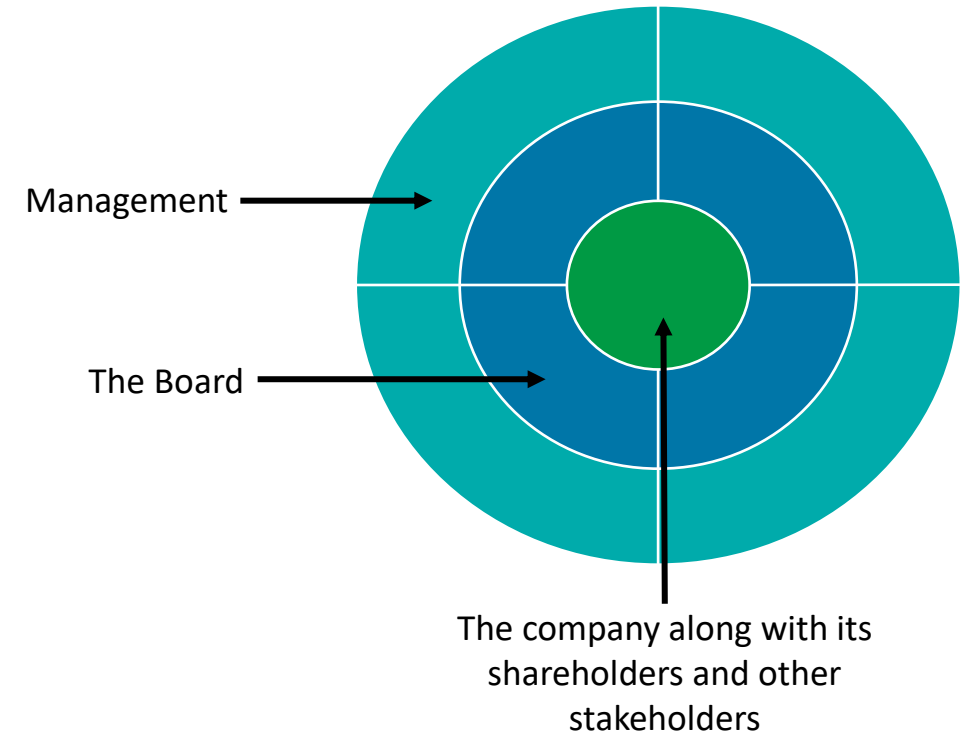 Management
The Board
The company along with its
shareholders and other
stakeholders